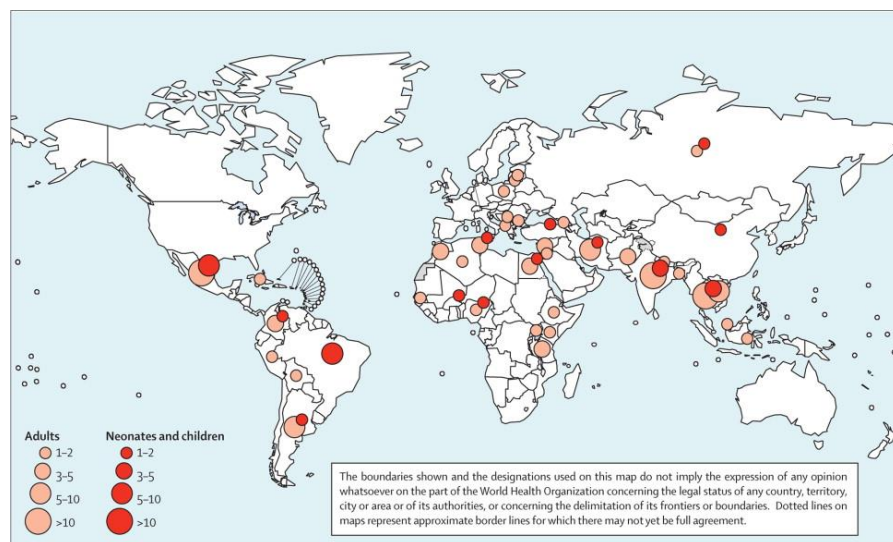 Adults Neonates and children
1–2 1–2
3–5 3–5
5–10 5–10
>10 >10
The boundaries shown and the designations used on this map do not imply the expression of any opinion
whatsoever on the part of the World Health Organization concerning the legal status of any country, territory,
city or area or of its authorities, or concerning the delimitation of its frontiers or boundaries. Dotted lines on
maps represent approximate border lines for which there may not yet be full agreement.